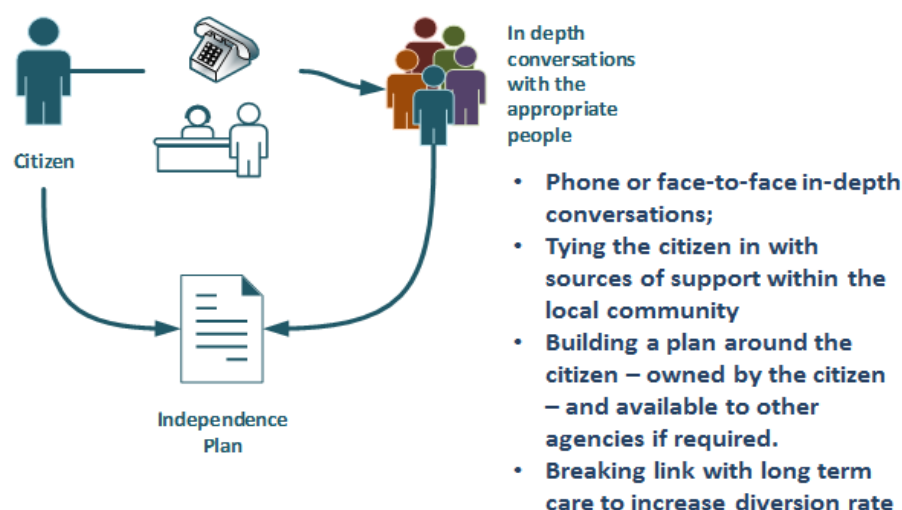 In depth
conversations
with the
appropriate
people
Citizen
• Phone or face-to-face in-depth
conversations;
• Tying the citizen in with
sources of support within the
local community
• Building a plan around the
citizen – owned by the citizen
– and available to other
agencies if required.
• Breaking link with long term
care to increase diversion rate
Independence
Plan